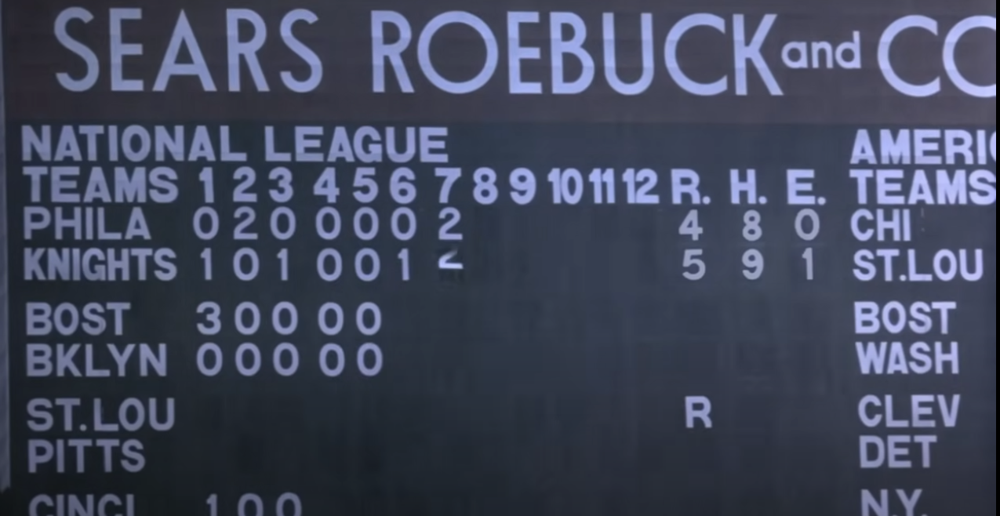 SEARS ROEBUCK and CO
NATIONAL LEAGUE AMERIC
TEAMS 1 2 3 4 5 6 7 8 9 10 11 12 R. H. E. TEAMS
PHILA 0 2 0 0 0 0 2 4 8 0 CHI
KNIGHTS 1 0 1 0 0 1 5 9 1 ST.LOU
BOST 3 0 0 0 0 BOST
BKLYN 0 0 0 0 0 WASH
ST.LOU R CLEV
PITTS DET
CINCI 1 0 0 N.Y.